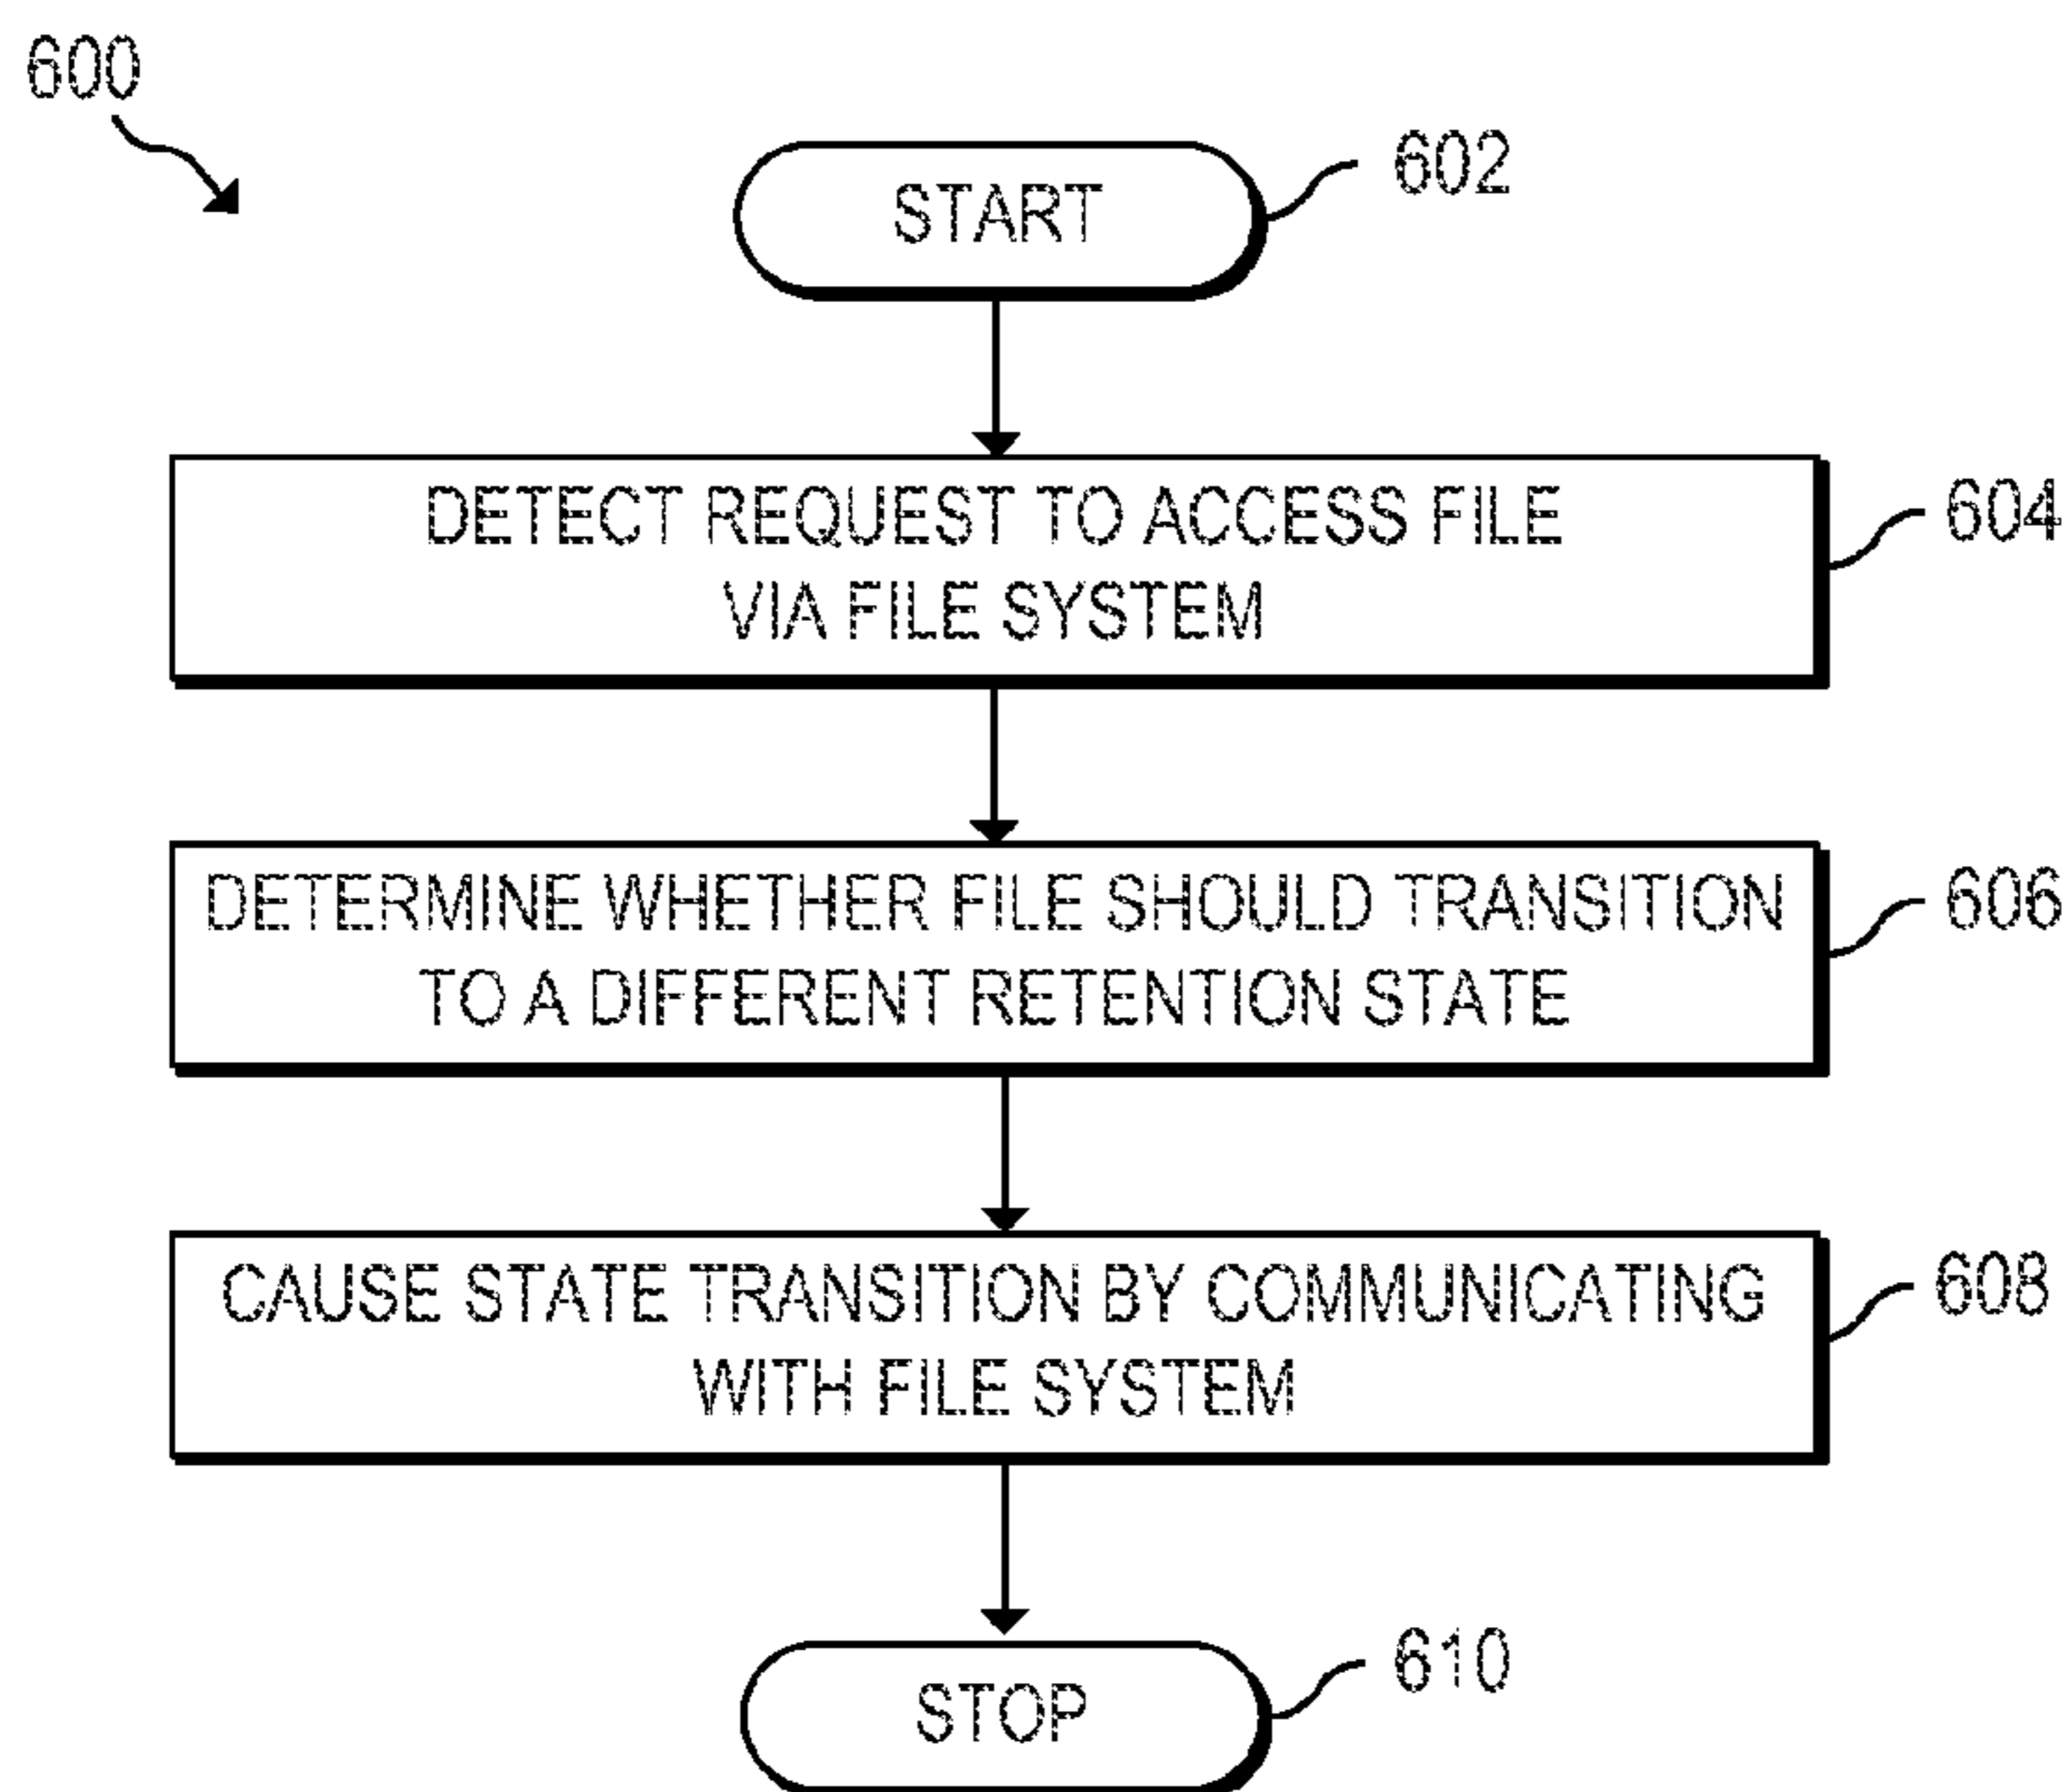 600
START
602
DETECT REQUEST TO ACCESS FILE
VIA FILE SYSTEM
604
DETERMINE WHETHER FILE SHOULD TRANSITION
TO A DIFFERENT RETENTION STATE
606
CAUSE STATE TRANSITION BY COMMUNICATING
WITH FILE SYSTEM
608
STOP
610